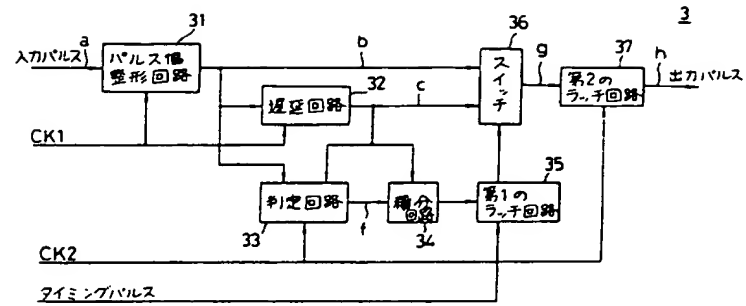 3
31
36
37
入力パルス
a
パルス幅
整形回路
b
スイッチ
g
第2の
ラッチ回路
h
出力パルス
32
遅延回路
c
CK1
35
判定回路
33
f
積分
回路
34
第1の
ラッチ回路
CK2
タイミングパルス